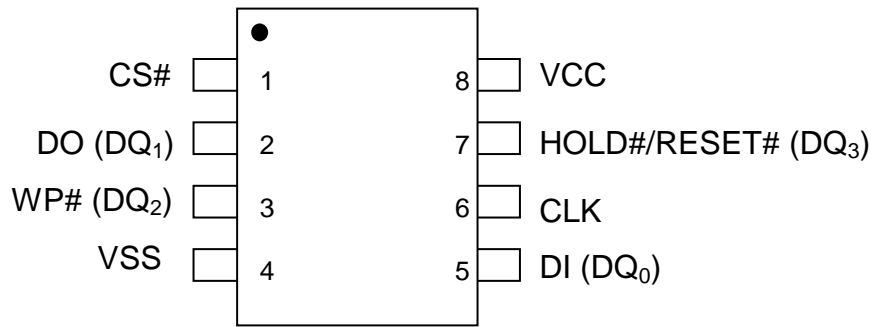 CS# 1 8 VCC
DO (DQ₁) 2 7 HOLD#/RESET# (DQ₃)
WP# (DQ₂) 3 6 CLK
VSS 4 5 DI (DQ₀)